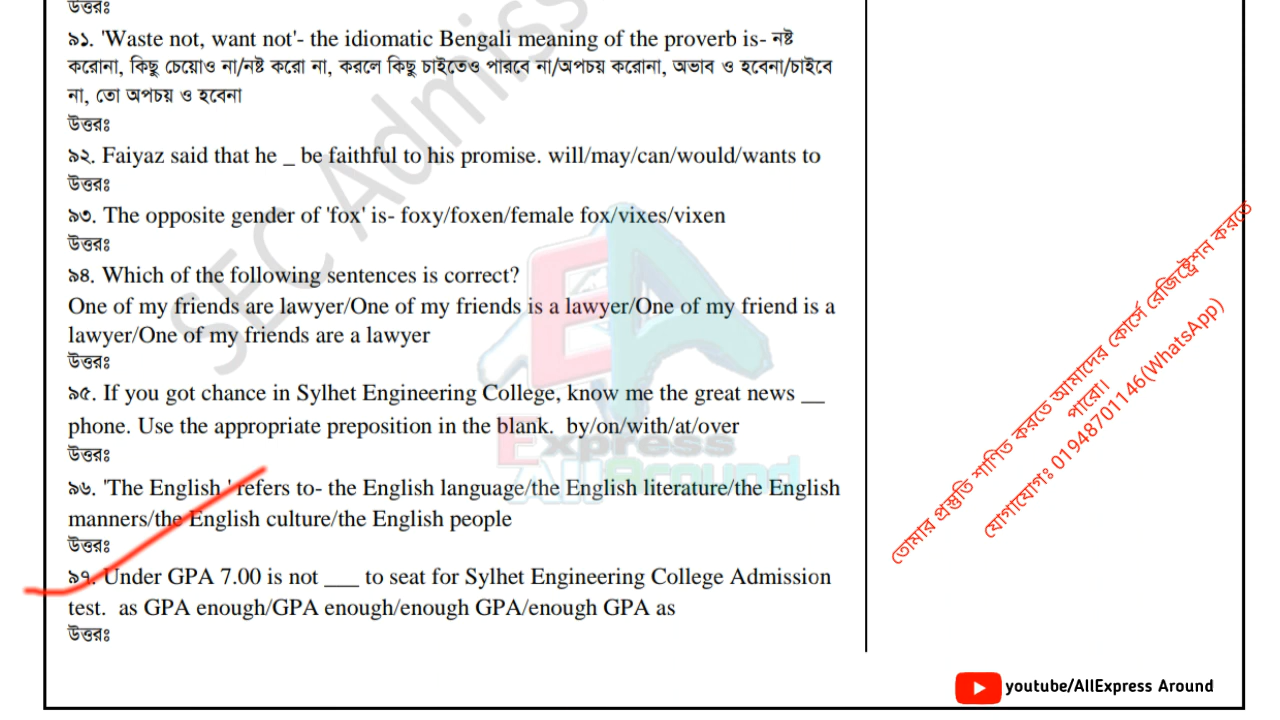 উত্তরঃ
৯১. 'Waste not, want not'- the idiomatic Bengali meaning of the proverb is- নষ্ট
করোনা, কিছু চেয়োও না/নষ্ট করো না, করলে কিছু চাইতেও পারবে না/অপচয় করোনা, অভাব ও হবেনা/চাইবে
না, তো অপচয় ও হবেনা
উত্তরঃ
৯২. Faiyaz said that he _ be faithful to his promise. will/may/can/would/wants to
উত্তরঃ
৯৩. The opposite gender of 'fox' is- foxy/foxen/female fox/vixes/vixen
উত্তরঃ
৯৪. Which of the following sentences is correct?
One of my friends are lawyer/One of my friends is a lawyer/One of my friend is a
lawyer/One of my friends are a lawyer
উত্তরঃ
৯৫. If you got chance in Sylhet Engineering College, know me the great news __
phone. Use the appropriate preposition in the blank. by/on/with/at/over
উত্তরঃ
৯৬. 'The English ' refers to- the English language/the English literature/the English
manners/the English culture/the English people
উত্তরঃ
৯৭. Under GPA 7.00 is not ___ to seat for Sylhet Engineering College Admission
test. as GPA enough/GPA enough/enough GPA/enough GPA as
উত্তরঃ
SEC Admiss
EA
Express
All Around
তোমার প্রস্তুতি শাণিত করতে আমাদের কোর্সে রেজিষ্ট্রেশন করতে
পারো।
যোগাযোগঃ 01948701146(WhatsApp)
youtube/AllExpress Around